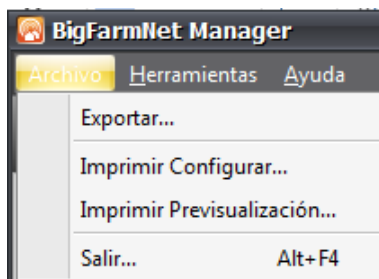 BigFarmNet Manager
Archivo Herramientas Ayuda
Exportar...
Imprimir Configurar...
Imprimir Previsualización...
Salir... Alt+F4